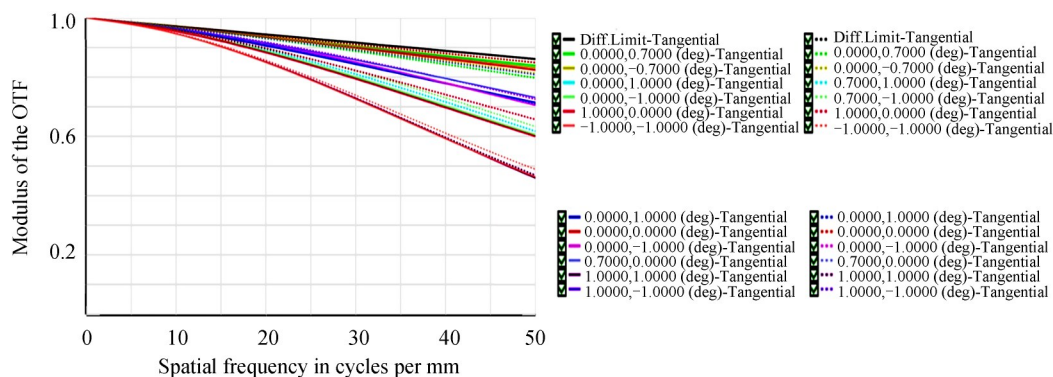 1.0
0.6
0.2
Modulus of the OTF
0 10 20 30 40 50
Spatial frequency in cycles per mm
Diff.Limit-Tangential
0.0000,0.7000 (deg)-Tangential
0.0000,−0.7000 (deg)-Tangential
0.0000,1.0000 (deg)-Tangential
0.0000,−1.0000 (deg)-Tangential
1.0000,0.0000 (deg)-Tangential
−1.0000,−1.0000 (deg)-Tangential
Diff.Limit-Tangential
0.0000,0.7000 (deg)-Tangential
0.0000,−0.7000 (deg)-Tangential
0.7000,1.0000 (deg)-Tangential
0.7000,−1.0000 (deg)-Tangential
1.0000,0.0000 (deg)-Tangential
−1.0000,−1.0000 (deg)-Tangential
0.0000,1.0000 (deg)-Tangential
0.0000,0.0000 (deg)-Tangential
0.0000,−1.0000 (deg)-Tangential
0.7000,0.0000 (deg)-Tangential
1.0000,1.0000 (deg)-Tangential
1.0000,−1.0000 (deg)-Tangential
0.0000,1.0000 (deg)-Tangential
0.0000,0.0000 (deg)-Tangential
0.0000,−1.0000 (deg)-Tangential
0.7000,0.0000 (deg)-Tangential
1.0000,1.0000 (deg)-Tangential
1.0000,−1.0000 (deg)-Tangential